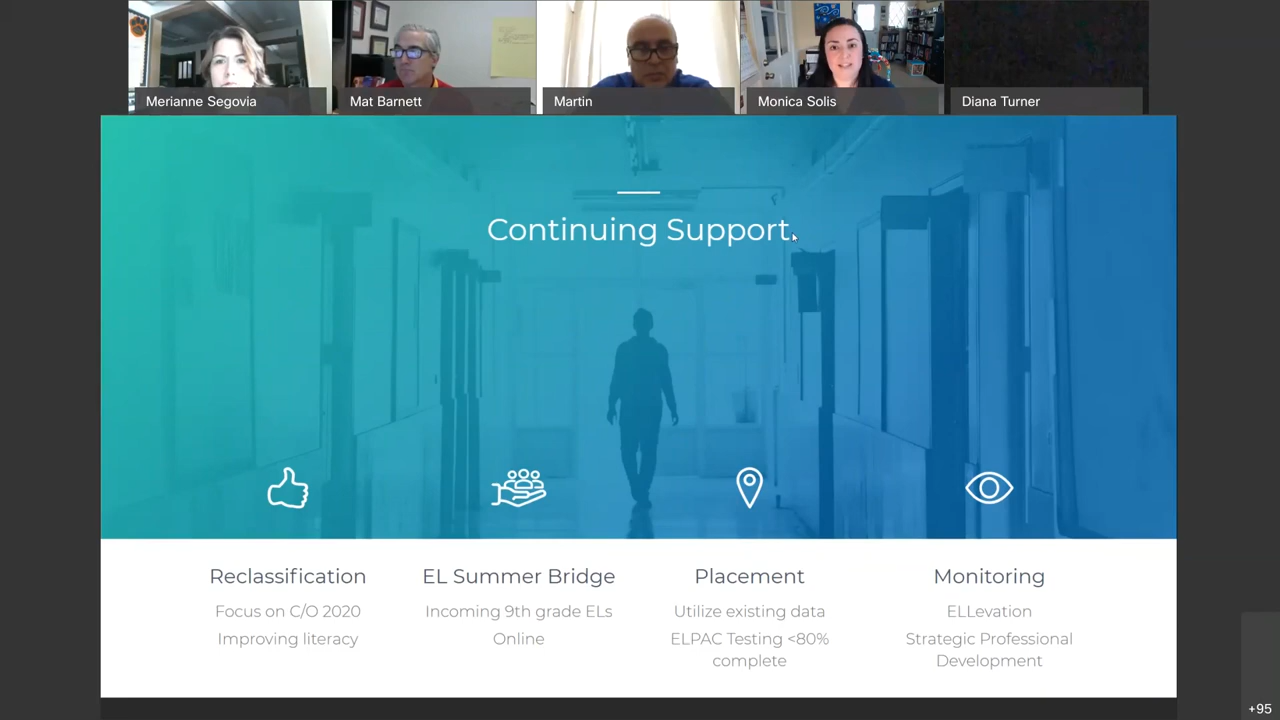 Merianne Segovia
Mat Barnett
Martin
Monica Solis
Diana Turner
Continuing Support
Reclassification
Focus on C/O 2020
Improving literacy
EL Summer Bridge
Incoming 9th grade ELs
Online
Placement
Utilize existing data
ELPAC Testing <80%
complete
Monitoring
ELLevation
Strategic Professional
Development
+95